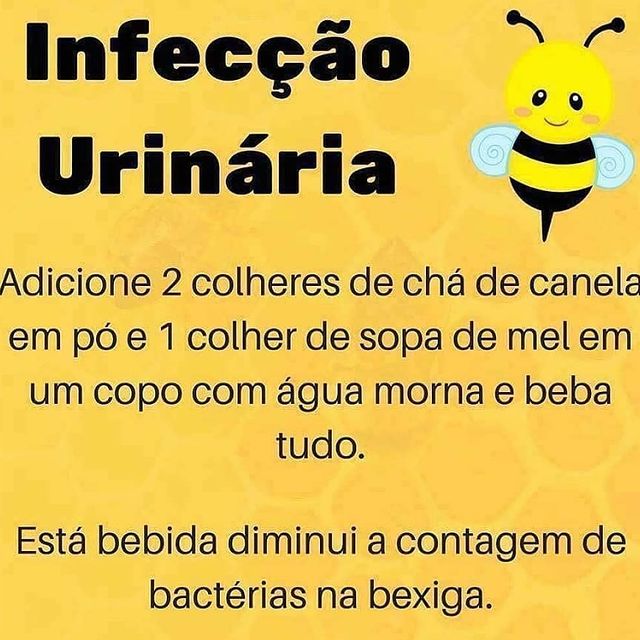 Infecção
Urinária
Adicione 2 colheres de chá de canela
em pó e 1 colher de sopa de mel em
um copo com água morna e beba
tudo.
Está bebida diminui a contagem de
bactérias na bexiga.